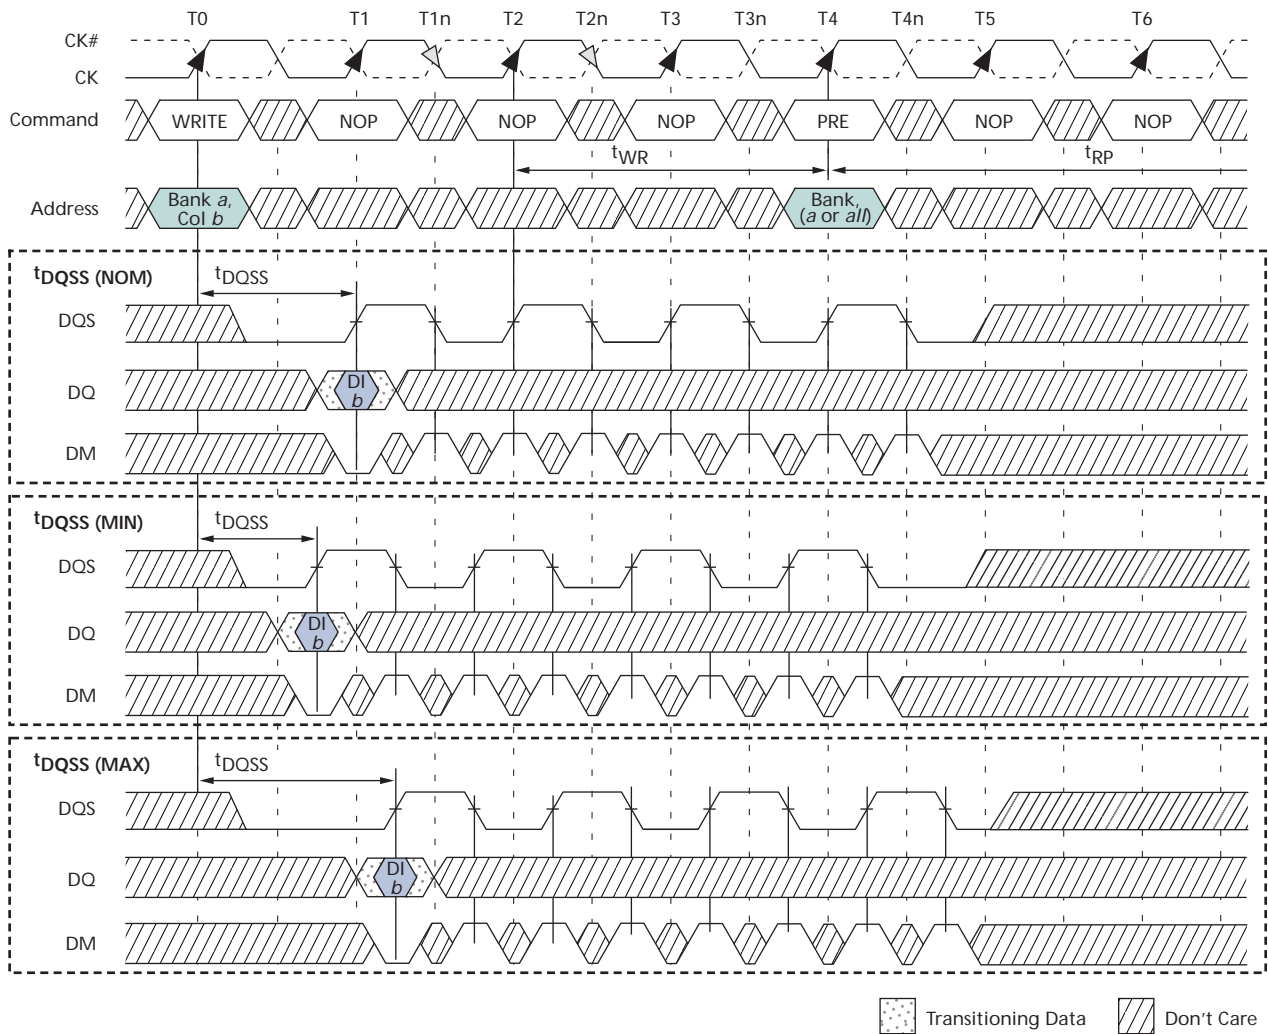 T0 T1 T1n T2 T2n T3 T3n T4 T4n T5 T6
CK#
CK
Command WRITE NOP NOP NOP PRE NOP NOP
tWR tRP
Address Bank a, Col b Bank, (a or all)
tDQSS (NOM) tDQSS
DQS
DQ DI b
DM
tDQSS (MIN) tDQSS
DQS
DQ DI b
DM
tDQSS (MAX) tDQSS
DQS
DQ DI b
DM
Transitioning Data Don't Care